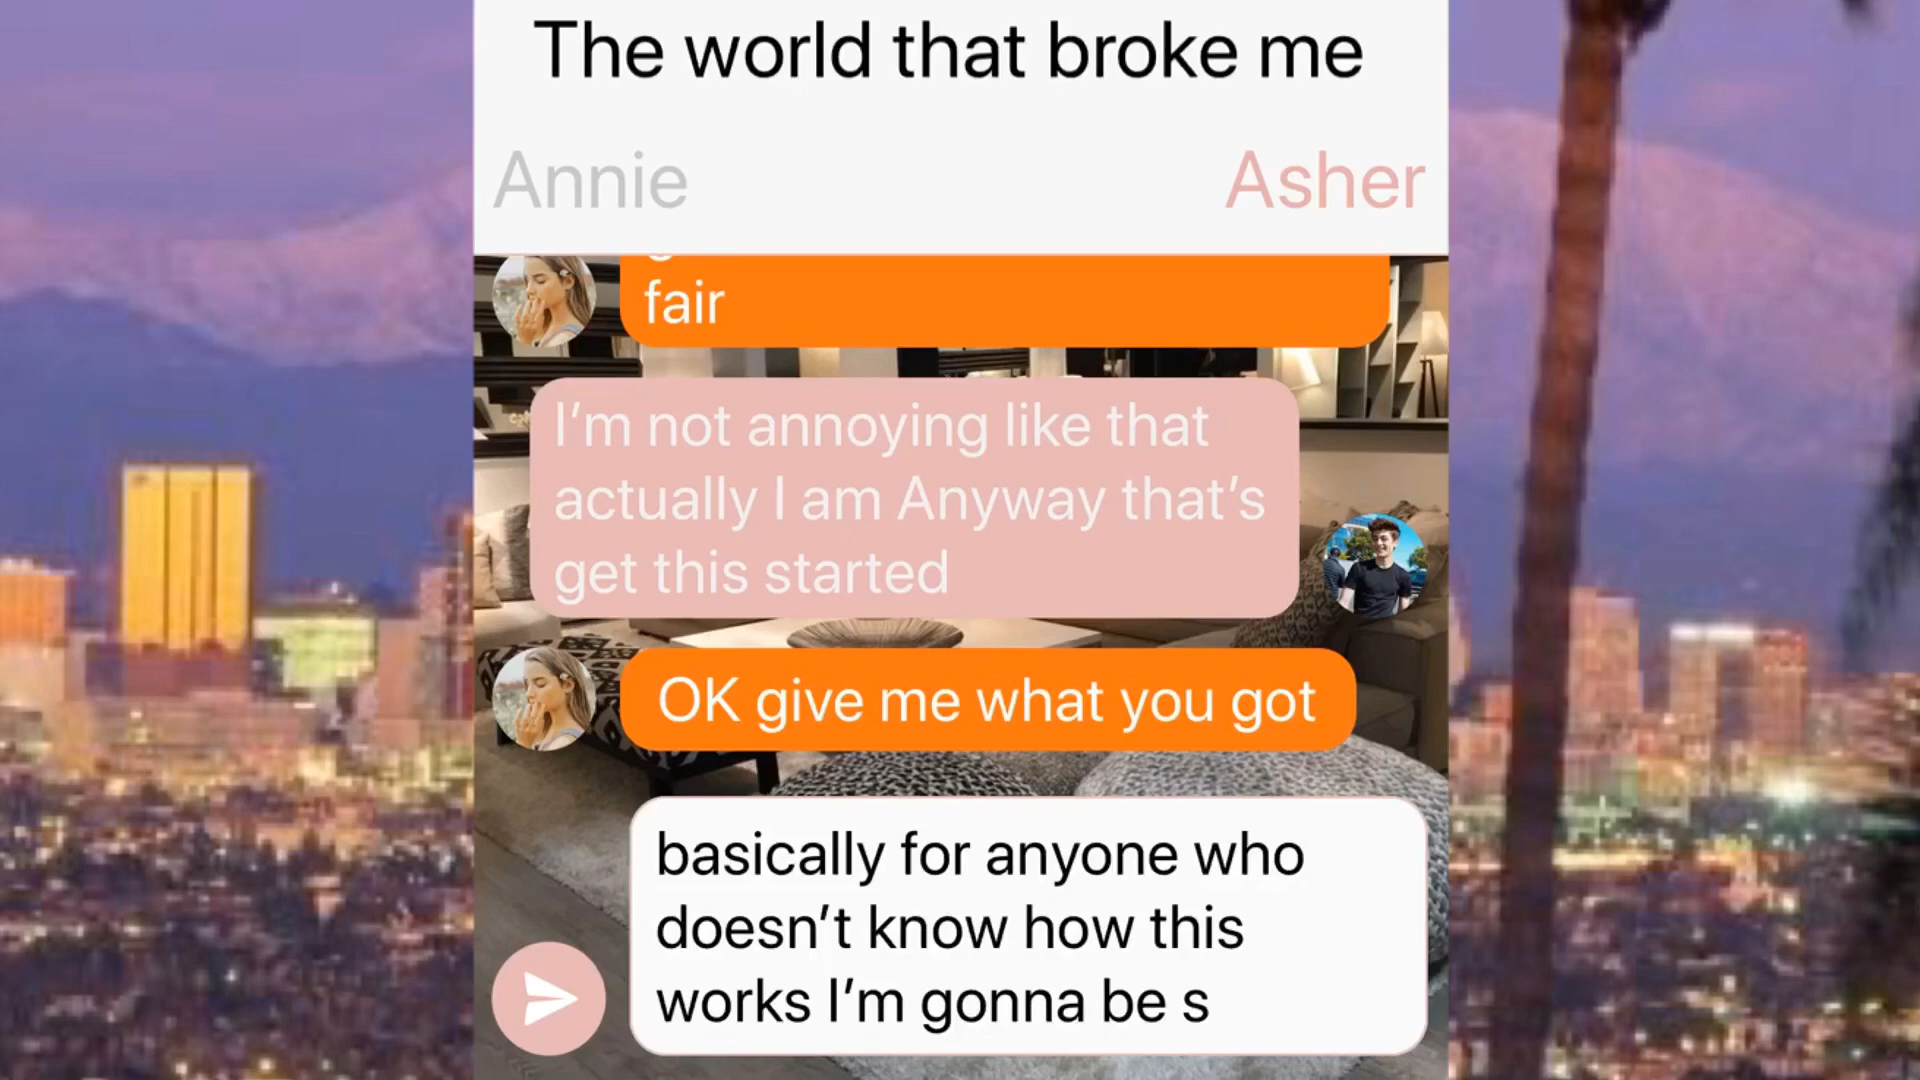 The world that broke me
Annie
Asher
fair
I'm not annoying like that
actually I am Anyway that's
get this started
OK give me what you got
basically for anyone who
doesn't know how this
works I'm gonna be s